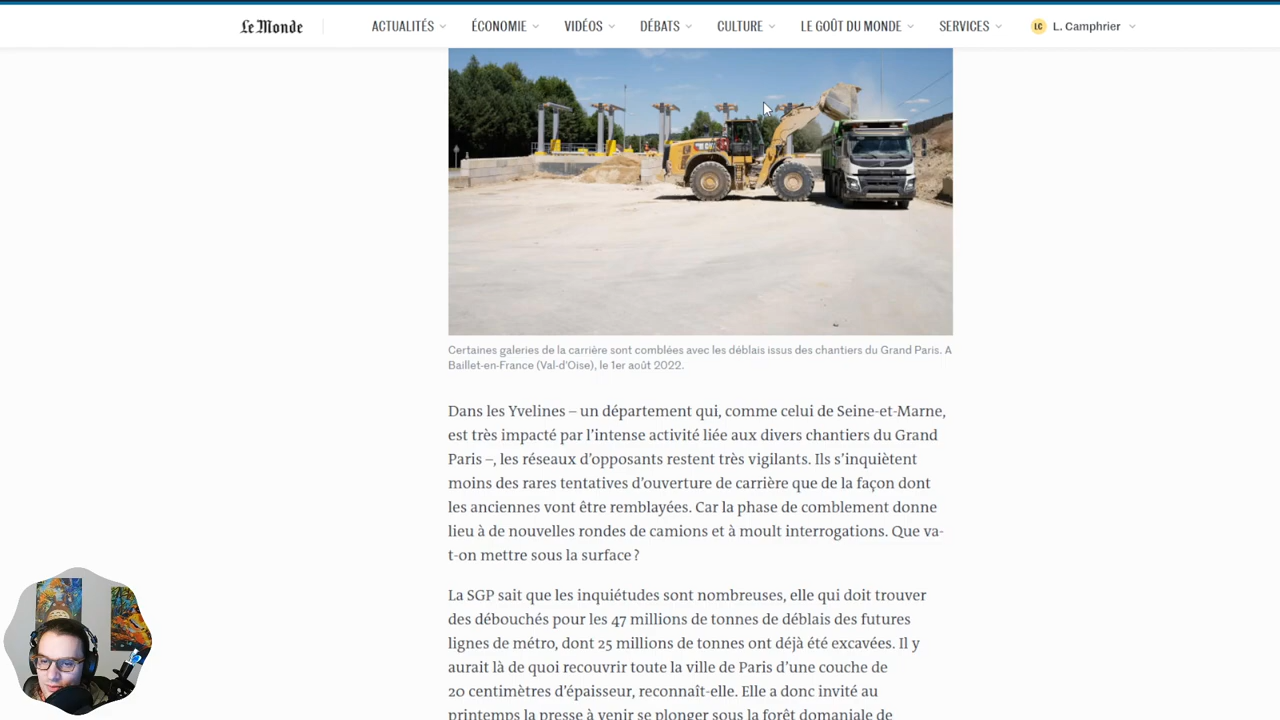 Le Monde ACTUALITÉS ÉCONOMIE VIDÉOS DÉBATS CULTURE LE GOÛT DU MONDE SERVICES LC L. Camphrier
Certaines galeries de la carrière sont comblées avec les déblais issus des chantiers du Grand Paris. A
Baillet-en-France (Val-d'Oise), le 1er août 2022.
Dans les Yvelines – un département qui, comme celui de Seine-et-Marne,
est très impacté par l'intense activité liée aux divers chantiers du Grand
Paris –, les réseaux d'opposants restent très vigilants. Ils s'inquiètent
moins des rares tentatives d'ouverture de carrière que de la façon dont
les anciennes vont être remblayées. Car la phase de comblement donne
lieu à de nouvelles rondes de camions et à moult interrogations. Que va-
t-on mettre sous la surface ?
La SGP sait que les inquiétudes sont nombreuses, elle qui doit trouver
des débouchés pour les 47 millions de tonnes de déblais des futures
lignes de métro, dont 25 millions de tonnes ont déjà été excavées. Il y
aurait là de quoi recouvrir toute la ville de Paris d'une couche de
20 centimètres d'épaisseur, reconnaît-elle. Elle a donc invité au
printemps la presse à venir se plonger sous la forêt domaniale de